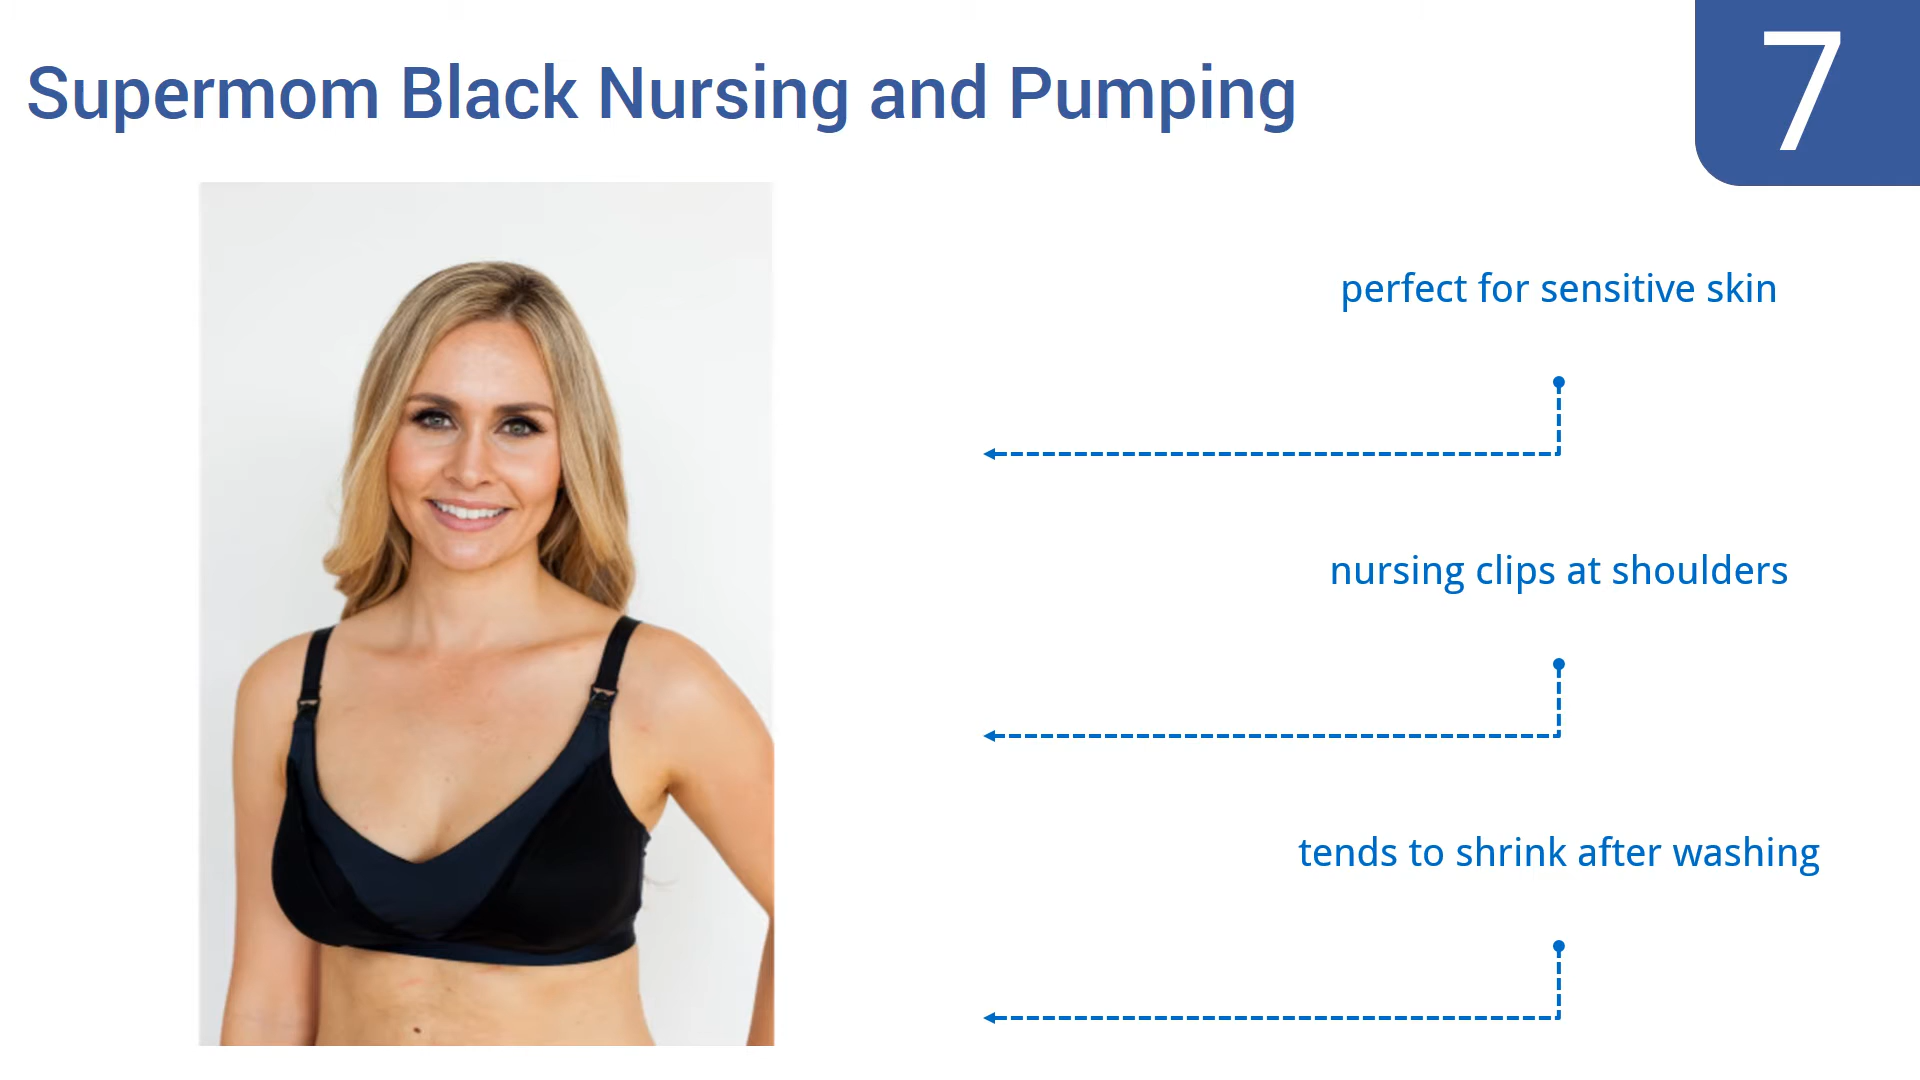 Supermom Black Nursing and Pumping
7
perfect for sensitive skin
nursing clips at shoulders
tends to shrink after washing